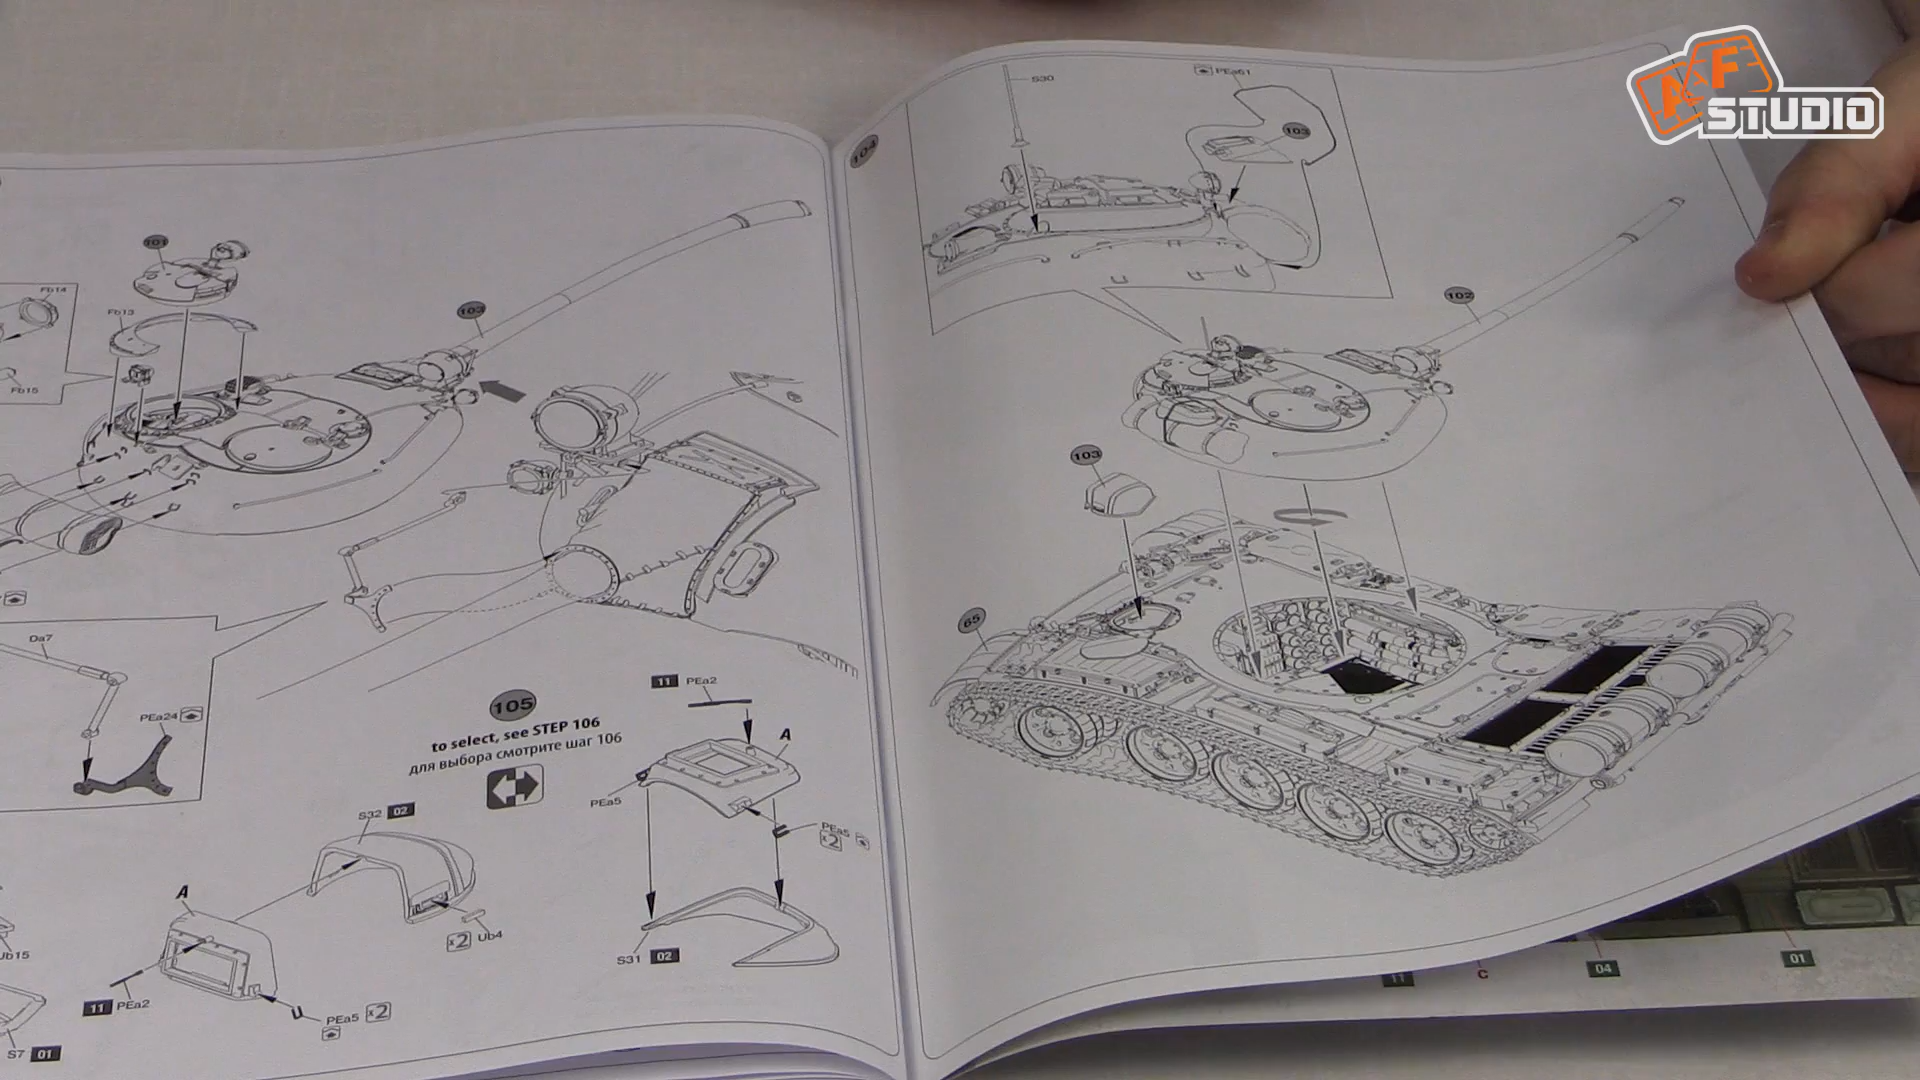 A&F
STUDIO
101
Fb14
Fb13
Fb15
103
Da7
PEa24
105
to select, see STEP 106
для выбора смотрите шаг 106
11 PEa2
A
PEa5
PEa5
x2
S31 02
S32 02
A
x2 Ub4
11 PEa2
PEa5 x2
Ub15
S7 01
104
S30
PEa61
103
102
103
65
11
C
04
01